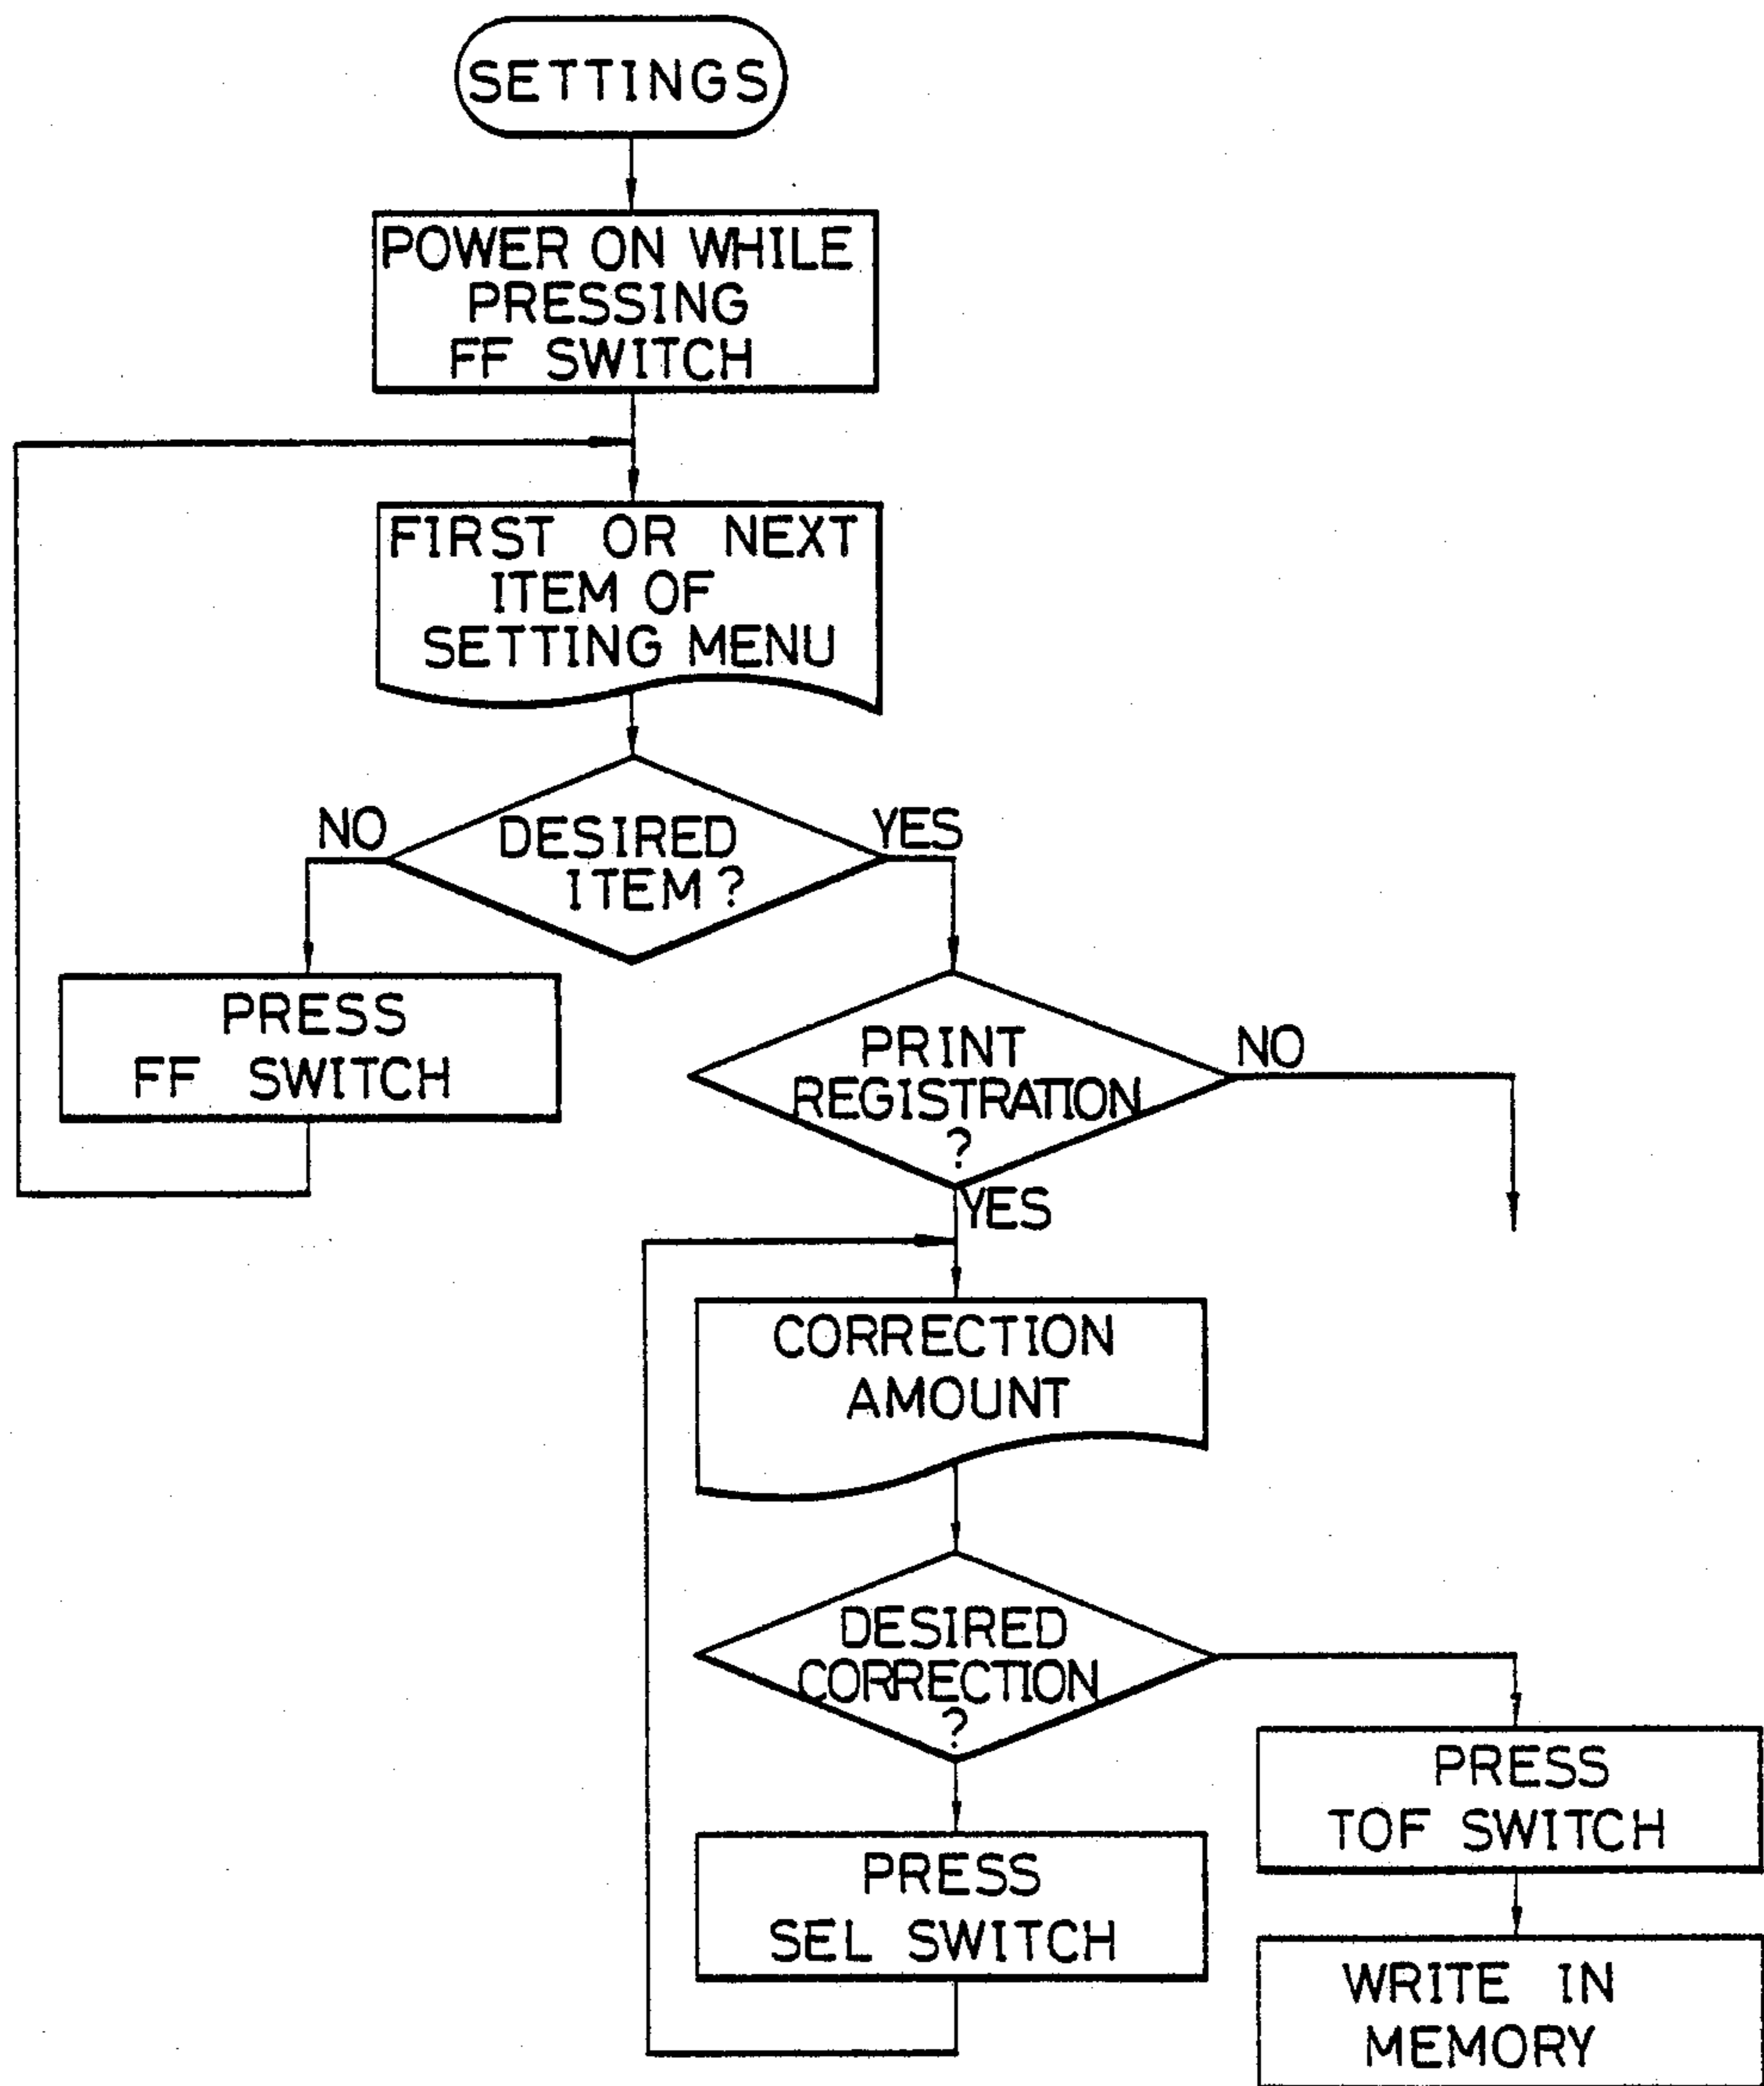 SETTINGS
POWER ON WHILE
PRESSING
FF SWITCH
FIRST OR NEXT
ITEM OF
SETTING MENU
NO
YES
DESIRED
ITEM?
PRESS
FF SWITCH
PRINT
REGISTRATION
?
NO
YES
CORRECTION
AMOUNT
DESIRED
CORRECTION
?
PRESS
TOF SWITCH
PRESS
SEL SWITCH
WRITE IN
MEMORY